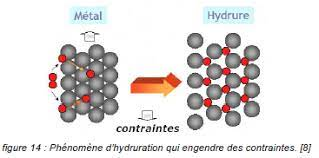 Métal
Hydrure
contraintes
figure 14 : Phénomène d'hydruration qui engendre des contraintes. [8]